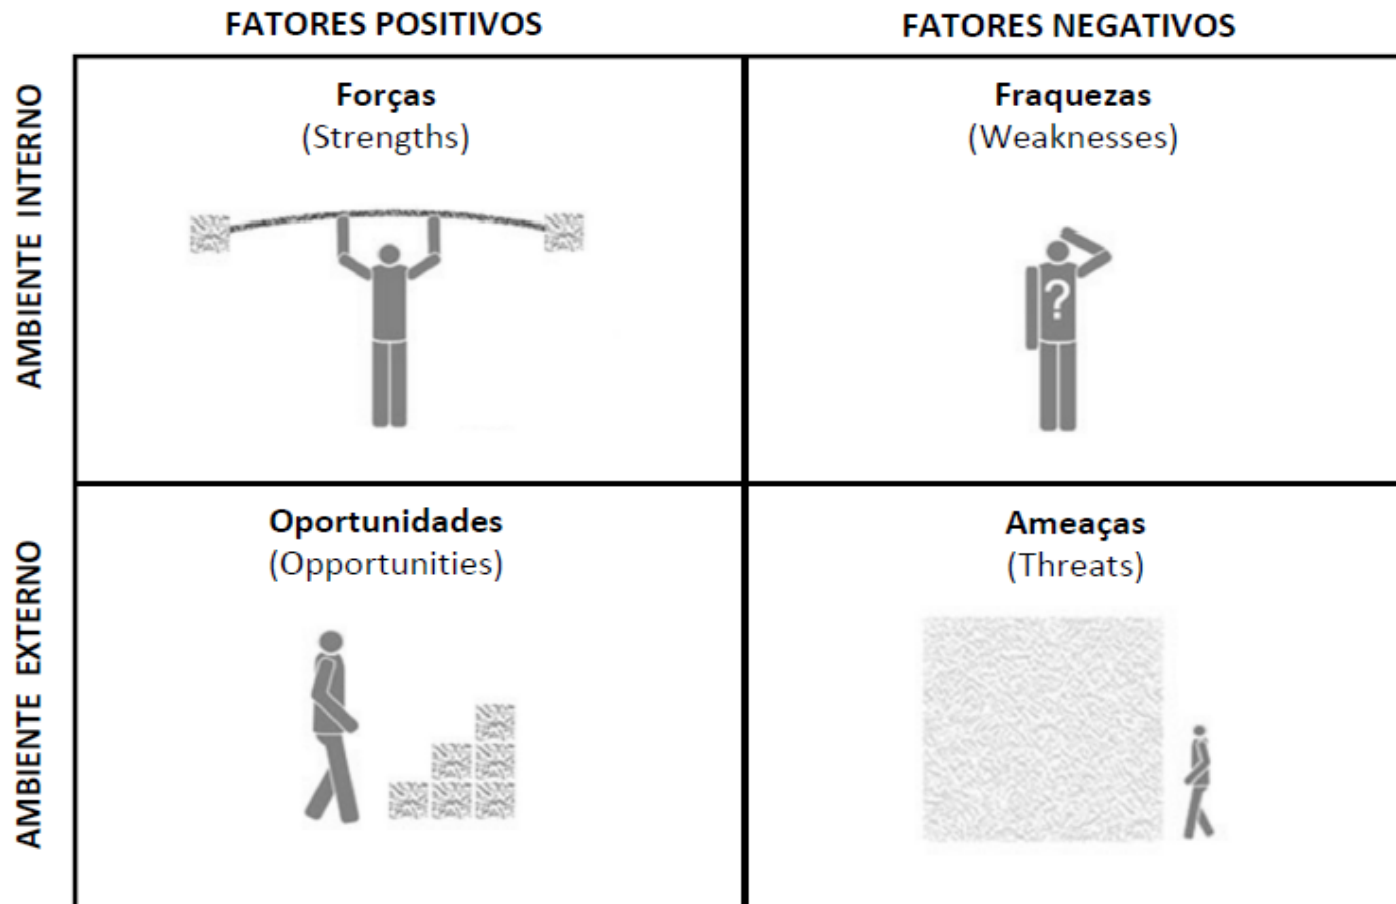 FATORES POSITIVOS
FATORES NEGATIVOS
AMBIENTE INTERNO
Forças
(Strengths)
Fraquezas
(Weaknesses)
?
AMBIENTE EXTERNO
Oportunidades
(Opportunities)
Ameaças
(Threats)